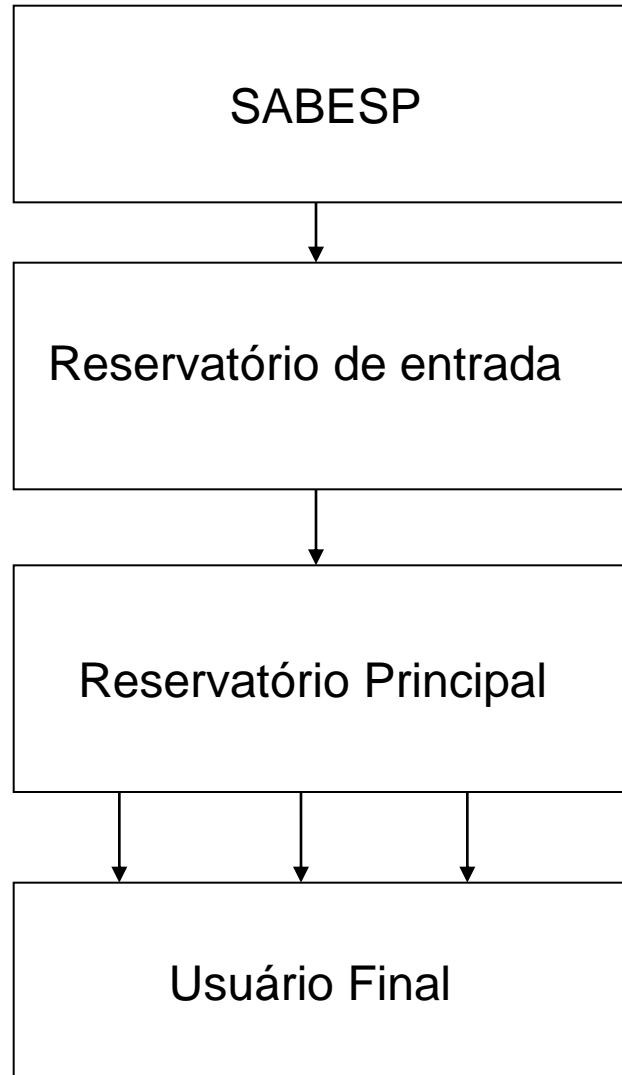 SABESP
Reservatório de entrada
Reservatório Principal
Usuário Final